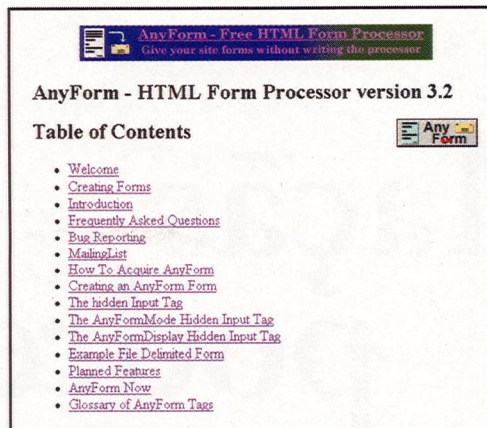 AnyForm - Free HTML Form Processor
Give your site forms without writing the processor
AnyForm - HTML Form Processor version 3.2
Table of Contents
Any Form
Welcome
Creating Forms
Introduction
Frequently Asked Questions
Bug Reporting
MailingList
How To Acquire AnyForm
Creating an AnyForm Form
The hidden Input Tag
The AnyFormMode Hidden Input Tag
The AnyFormDisplay Hidden Input Tag
Example File Delimited Form
Planned Features
AnyForm Now
Glossary of AnyForm Tags